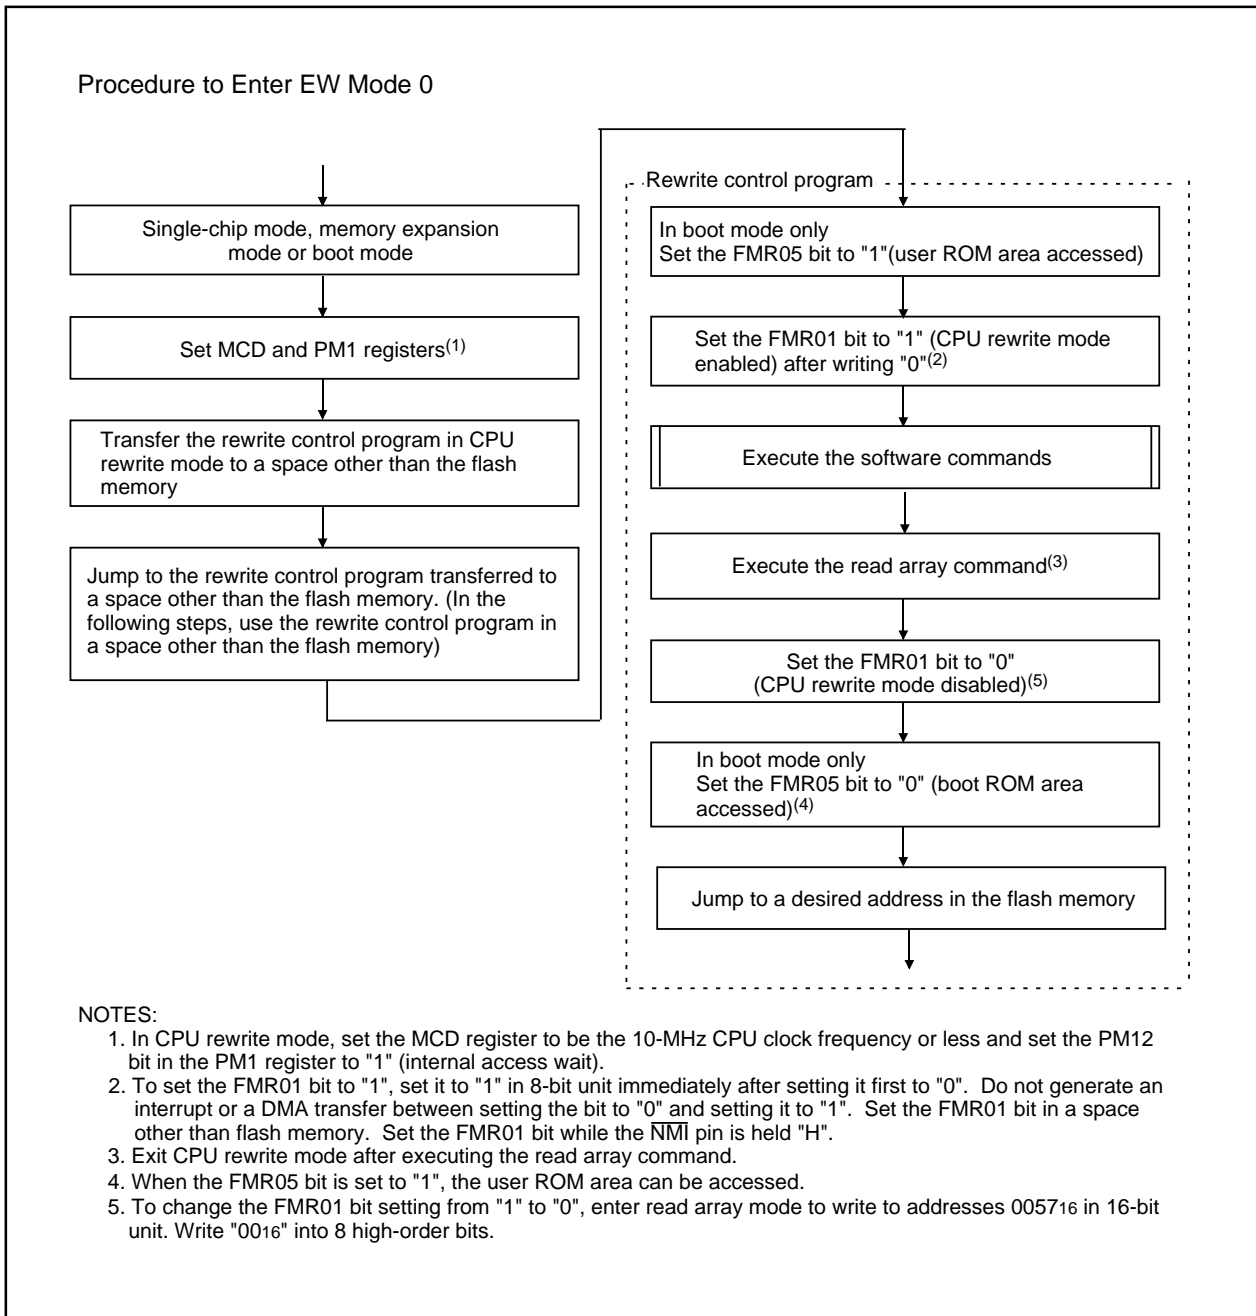 Procedure to Enter EW Mode 0
Single-chip mode, memory expansion
mode or boot mode
Set MCD and PM1 registers(1)
Transfer the rewrite control program in CPU
rewrite mode to a space other than the flash
memory
Jump to the rewrite control program transferred to
a space other than the flash memory. (In the
following steps, use the rewrite control program in
a space other than the flash memory)
Rewrite control program
In boot mode only
Set the FMR05 bit to "1"(user ROM area accessed)
Set the FMR01 bit to "1" (CPU rewrite mode
enabled) after writing "0"(2)
Execute the software commands
Execute the read array command(3)
Set the FMR01 bit to "0"
(CPU rewrite mode disabled)(5)
In boot mode only
Set the FMR05 bit to "0" (boot ROM area
accessed)(4)
Jump to a desired address in the flash memory
NOTES:
1. In CPU rewrite mode, set the MCD register to be the 10-MHz CPU clock frequency or less and set the PM12
bit in the PM1 register to "1" (internal access wait).
2. To set the FMR01 bit to "1", set it to "1" in 8-bit unit immediately after setting it first to "0".  Do not generate an
interrupt or a DMA transfer between setting the bit to "0" and setting it to "1".  Set the FMR01 bit in a space
other than flash memory.  Set the FMR01 bit while the NMI pin is held "H".
3. Exit CPU rewrite mode after executing the read array command.
4. When the FMR05 bit is set to "1", the user ROM area can be accessed.
5. To change the FMR01 bit setting from "1" to "0", enter read array mode to write to addresses 005716 in 16-bit
unit. Write "0016" into 8 high-order bits.